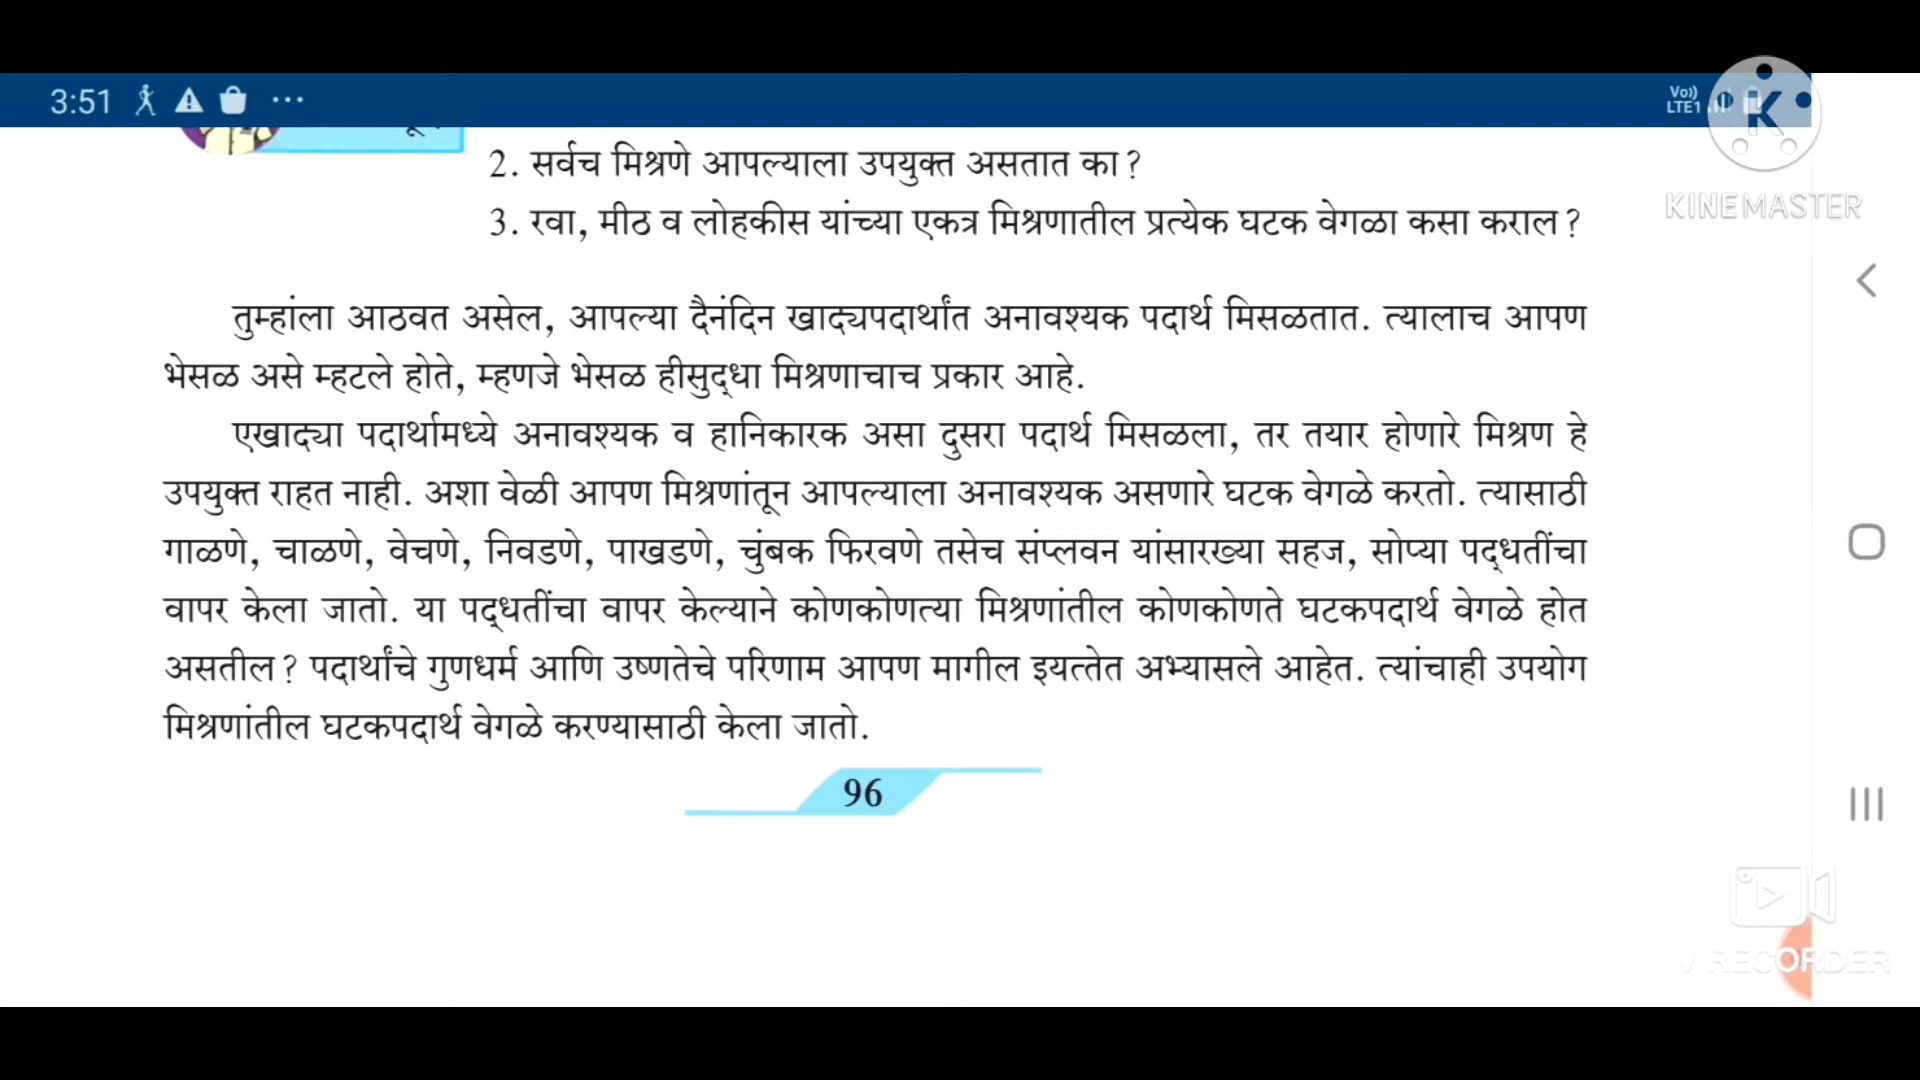 3:51
Vo)) LTE1
K
KINEMASTER
2. सर्वच मिश्रणे आपल्याला उपयुक्त असतात का?
3. रवा, मीठ व लोहकीस यांच्या एकत्र मिश्रणातील प्रत्येक घटक वेगळा कसा कराल?
तुम्हांला आठवत असेल, आपल्या दैनंदिन खाद्यपदार्थांत अनावश्यक पदार्थ मिसळतात. त्यालाच आपण
भेसळ असे म्हटले होते, म्हणजे भेसळ हीसुद्धा मिश्रणाचाच प्रकार आहे.
एखाद्या पदार्थामध्ये अनावश्यक व हानिकारक असा दुसरा पदार्थ मिसळला, तर तयार होणारे मिश्रण हे
उपयुक्त राहत नाही. अशा वेळी आपण मिश्रणांतून आपल्याला अनावश्यक असणारे घटक वेगळे करतो. त्यासाठी
गाळणे, चाळणे, वेचणे, निवडणे, पाखडणे, चुंबक फिरवणे तसेच संप्लवन यांसारख्या सहज, सोप्या पद्धतींचा
वापर केला जातो. या पद्धतींचा वापर केल्याने कोणकोणत्या मिश्रणांतील कोणकोणते घटकपदार्थ वेगळे होत
असतील? पदार्थांचे गुणधर्म आणि उष्णतेचे परिणाम आपण मागील इयत्तेत अभ्यासले आहेत. त्यांचाही उपयोग
मिश्रणांतील घटकपदार्थ वेगळे करण्यासाठी केला जातो.
96
V RECORDER